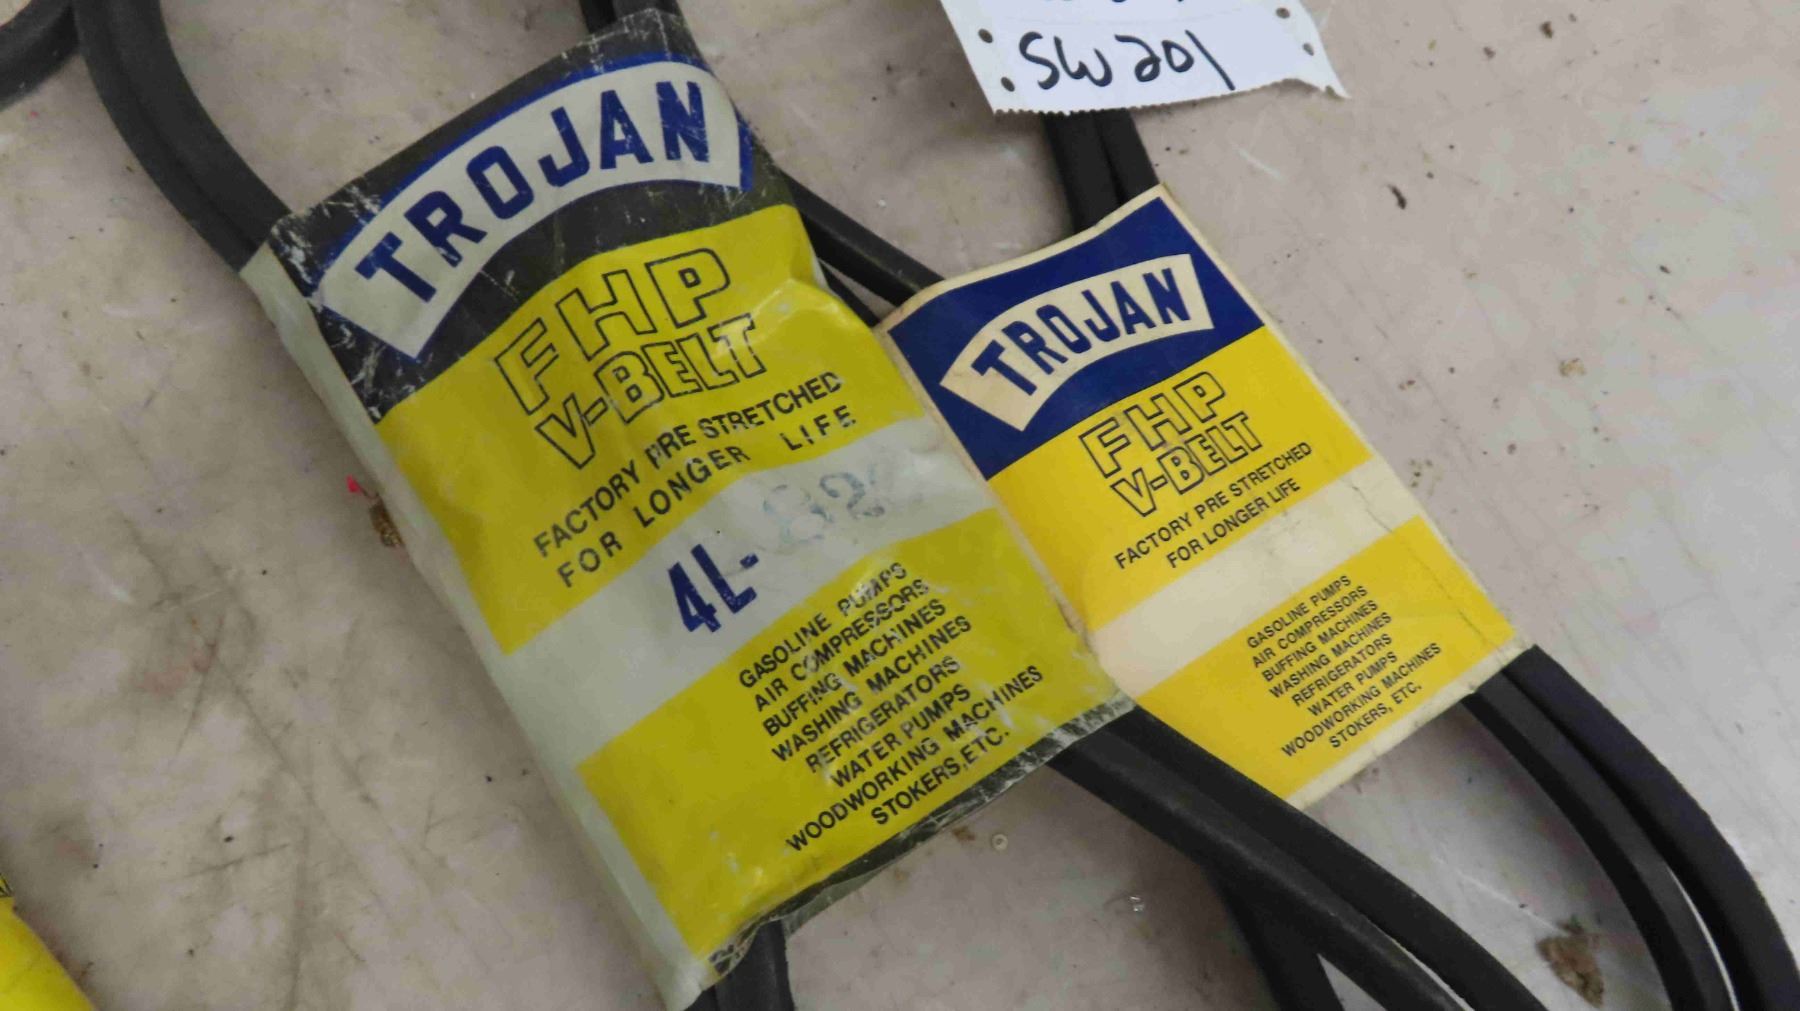 SW201
TROJAN
FHP
V-BELT
FACTORY PRE STRETCHED
FOR LONGER LIFE
4L-
GASOLINE PUMPS
AIR COMPRESSORS
BUFFING MACHINES
WASHING MACHINES
REFRIGERATORS
WATER PUMPS
WOODWORKING MACHINES
STOKERS,ETC.
TROJAN
FHP
V-BELT
FACTORY PRE STRETCHED
FOR LONGER LIFE
GASOLINE PUMPS
AIR COMPRESSORS
BUFFING MACHINES
WASHING MACHINES
REFRIGERATORS
WATER PUMPS
WOODWORKING MACHINES
STOKERS, ETC.